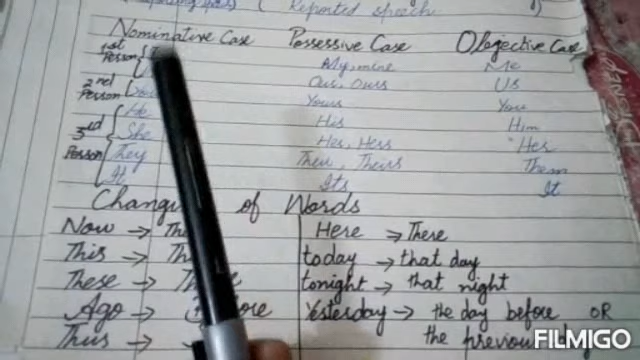 Reported speech
Nominative Case Possessive Case Objective Case
1st Person My, mine Me
Our, Ours Us
2nd Person You Yours You
He His Him
3rd Person She Her, Hers Her
They Their, Theirs Them
It Its It
of Words
Now → Here → There
This → today → that day
These → tonight → that night
Ago → Yesterday → the day before OR
Thus → the previous
FILMIGO